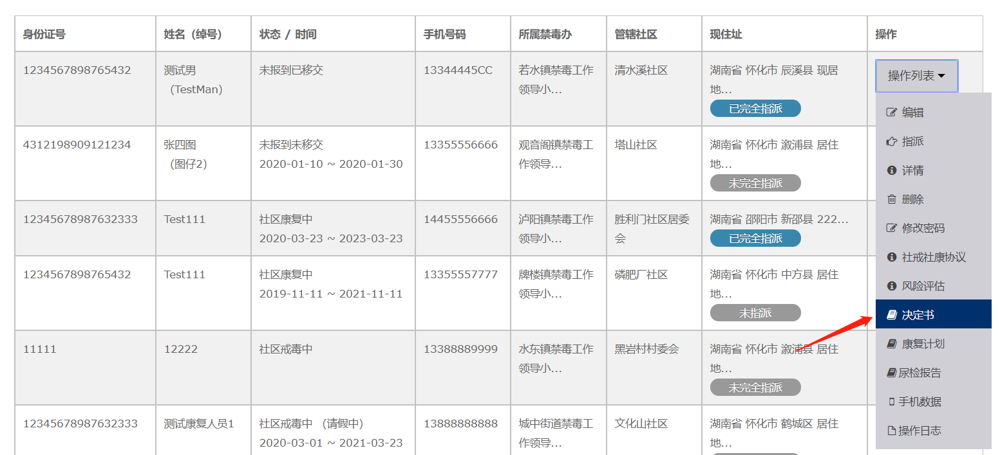 身份证号 姓名（绰号） 状态 / 时间 手机号码 所属禁毒办 管辖社区 现住址 操作
1234567898765432 测试男 未报到已移交 13344445CC 若水镇禁毒工作 清水溪社区 湖南省 怀化市 辰溪县 现居 操作列表
（TestMan） 领导小... 地...
已完全指派
编辑
4312198909121234 张四图 未报到未移交 13355556666 观音阁镇禁毒工 塔山社区 湖南省 怀化市 溆浦县 居住 指派
（图仔2） 2020-01-10 ~ 2020-01-30 作领导... 地...
详情
未完全指派
删除
12345678987632333 Test111 社区康复中 14455556666 泸阳镇禁毒工作 胜利门社区居委 湖南省 邵阳市 新邵县 222... 修改密码
2020-03-23 ~ 2023-03-23 领导小... 会 已完全指派
社戒社康协议
1234567898765432 Test111 社区康复中 13355557777 牌楼镇禁毒工作 磷肥厂社区 湖南省 怀化市 中方县 居住 风险评估
2019-11-11 ~ 2021-11-11 领导小... 地...
未指派 决定书
11111 12222 社区戒毒中 13388889999 水东镇禁毒工作 黑岩村村委会 湖南省 怀化市 溆浦县 居住 康复计划
领导小... 地... 尿检报告
未完全指派
手机数据
12345678987632333 测试康复人员1 社区戒毒中 （请假中） 13888888888 城中街道禁毒工 文化山社区 湖南省 怀化市 鹤城区 居住 操作日志
2020-03-01 ~ 2021-03-23 作领导... 地...